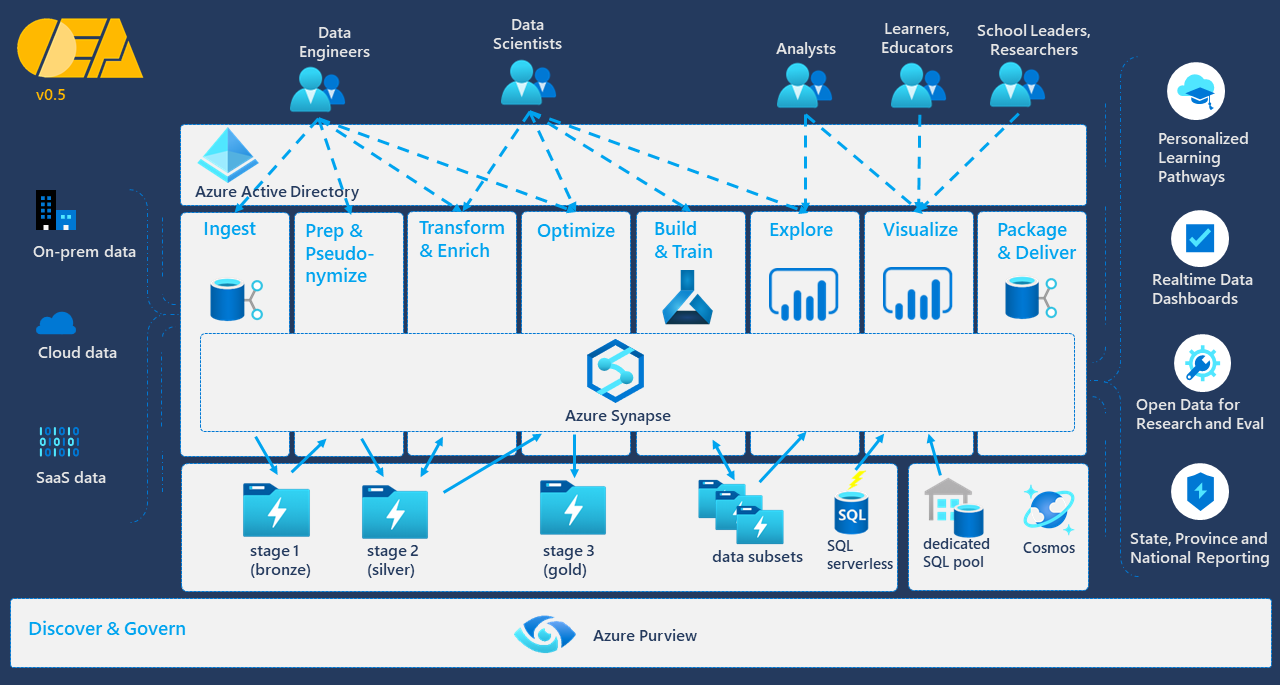 OEA
v0.5
Data
Engineers
Data
Scientists
Analysts
Learners,
Educators
School Leaders,
Researchers
Azure Active Directory
On-prem data
Cloud data
SaaS data
Ingest
Prep &
Pseudo-
nymize
Transform
& Enrich
Optimize
Build
& Train
Explore
Visualize
Package
& Deliver
Azure Synapse
stage 1
(bronze)
stage 2
(silver)
stage 3
(gold)
data subsets
SQL
SQL
serverless
dedicated
SQL pool
Cosmos
Personalized
Learning
Pathways
Realtime Data
Dashboards
Open Data for
Research and Eval
State, Province and
National Reporting
Discover & Govern
Azure Purview